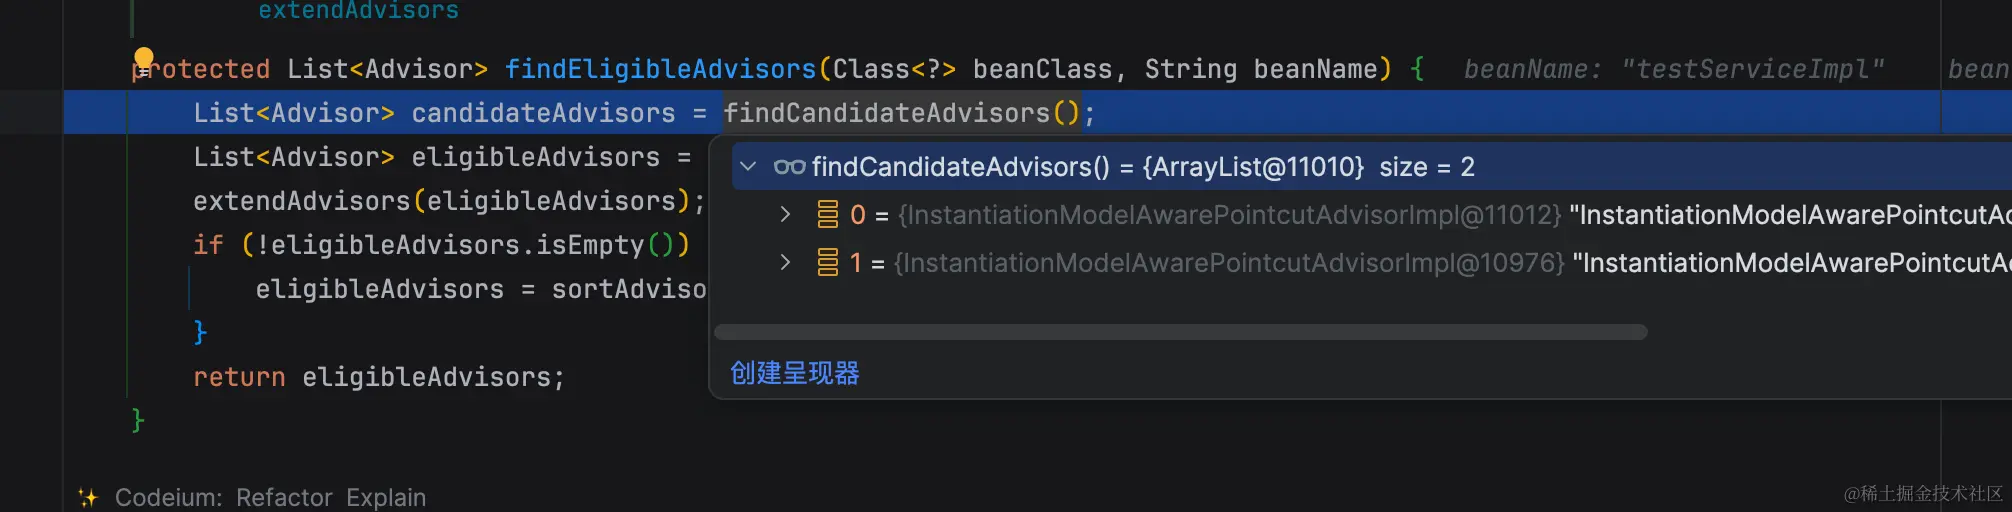 extendAdvisors
protected List<Advisor> findEligibleAdvisors(Class<?> beanClass, String beanName) { beanName: "testServiceImpl" bean
List<Advisor> candidateAdvisors = findCandidateAdvisors();
List<Advisor> eligibleAdvisors =
findCandidateAdvisors() = {ArrayList@11010} size = 2
extendAdvisors(eligibleAdvisors);
0 = {InstantiationModelAwarePointcutAdvisorImpl@11012} "InstantiationModelAwarePointcutAd
if (!eligibleAdvisors.isEmpty())
1 = {InstantiationModelAwarePointcutAdvisorImpl@10976} "InstantiationModelAwarePointcutAd
eligibleAdvisors = sortAdviso
}
return eligibleAdvisors;
创建呈现器
}
Codeium: Refactor Explain
@稀土掘金技术社区